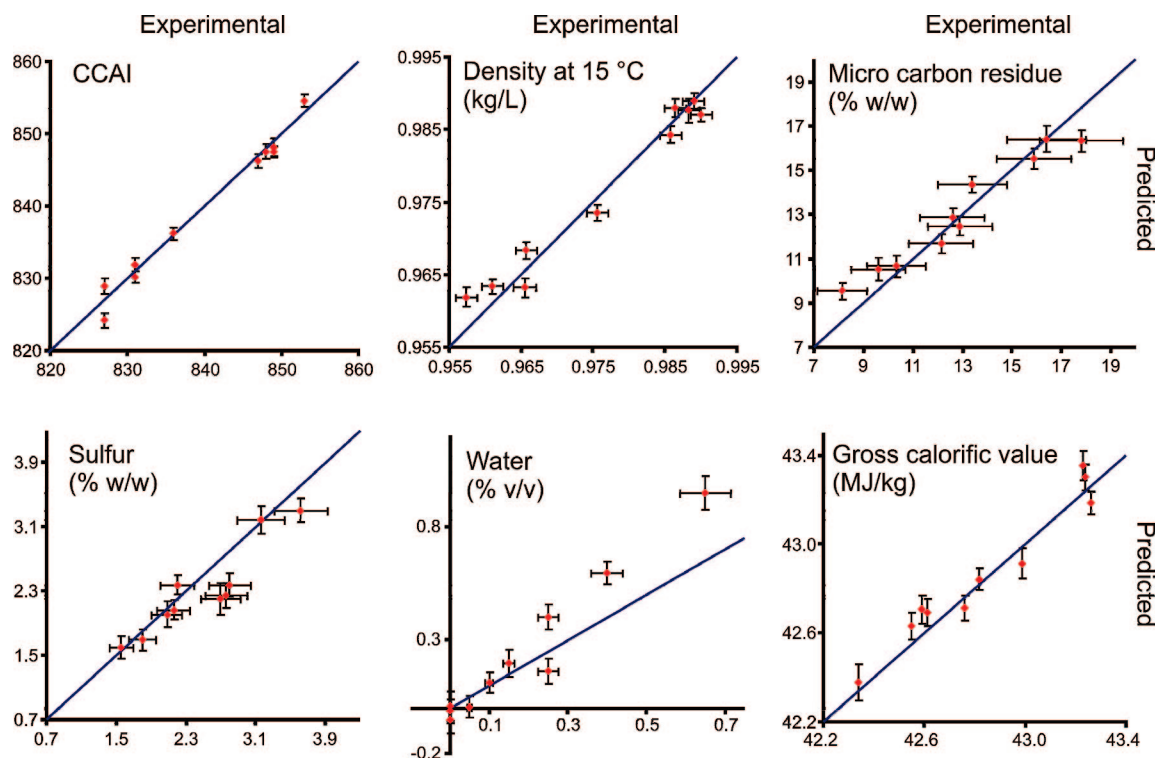 Experimental
Experimental
Experimental
CCAI
860
850
840
830
820
820 830 840 850 860
Density at 15 °C
(kg/L)
0.995
0.985
0.975
0.965
0.955
0.955 0.965 0.975 0.985 0.995
Micro carbon residue
(% w/w)
19
17
15
13
11
9
7
7 9 11 13 15 17 19
Predicted
Sulfur
(% w/w)
3.9
3.1
2.3
1.5
0.7
0.7 1.5 2.3 3.1 3.9
Water
(% v/v)
0.8
0.3
-0.2
0.1 0.3 0.5 0.7
Gross calorific value
(MJ/kg)
43.4
43.0
42.6
42.2
42.2 42.6 43.0 43.4
Predicted